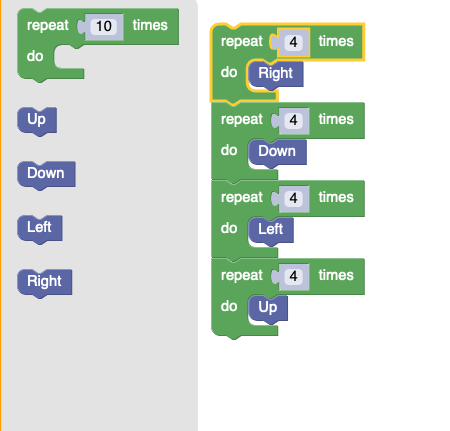 repeat 10 times
do
Up
Down
Left
Right
repeat 4 times
do Right
repeat 4 times
do Down
repeat 4 times
do Left
repeat 4 times
do Up